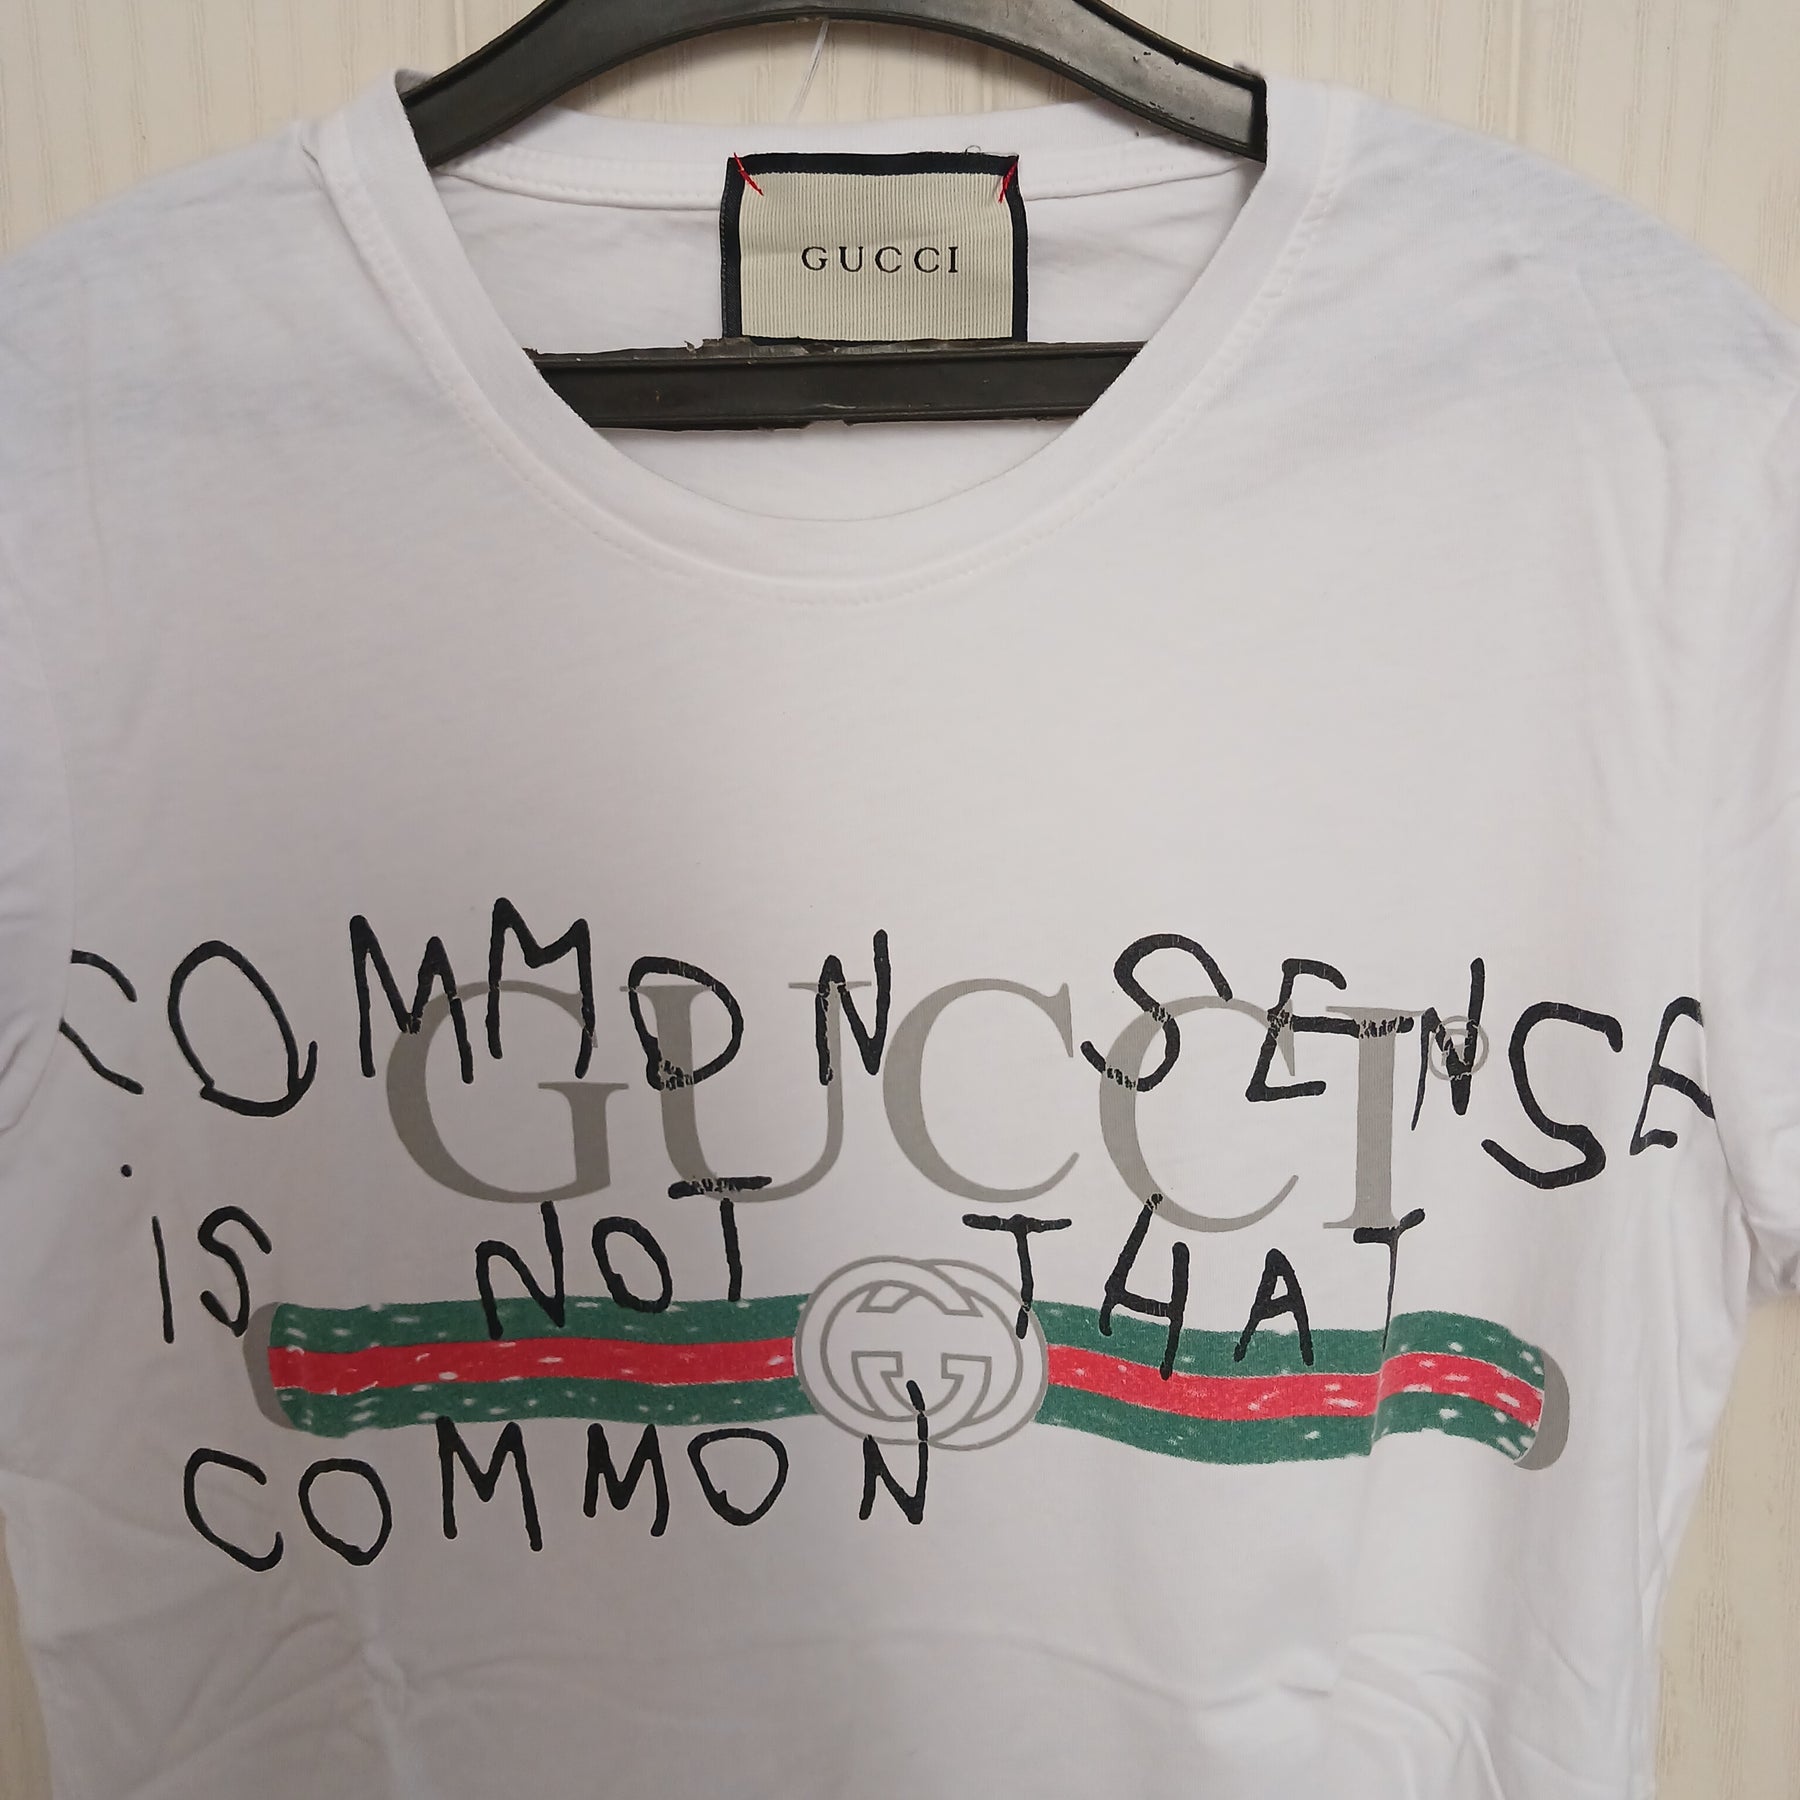 GUCCI
COMMON SENSE
GUCCI®
IS NOT THAT
COMMON